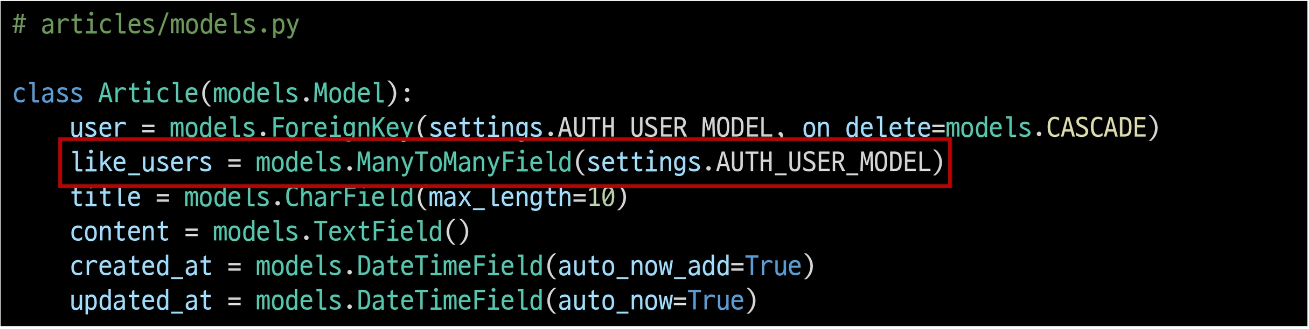 # articles/models.py
class Article(models.Model):
    user = models.ForeignKey(settings.AUTH_USER_MODEL, on_delete=models.CASCADE)
    like_users = models.ManyToManyField(settings.AUTH_USER_MODEL)
    title = models.CharField(max_length=10)
    content = models.TextField()
    created_at = models.DateTimeField(auto_now_add=True)
    updated_at = models.DateTimeField(auto_now=True)